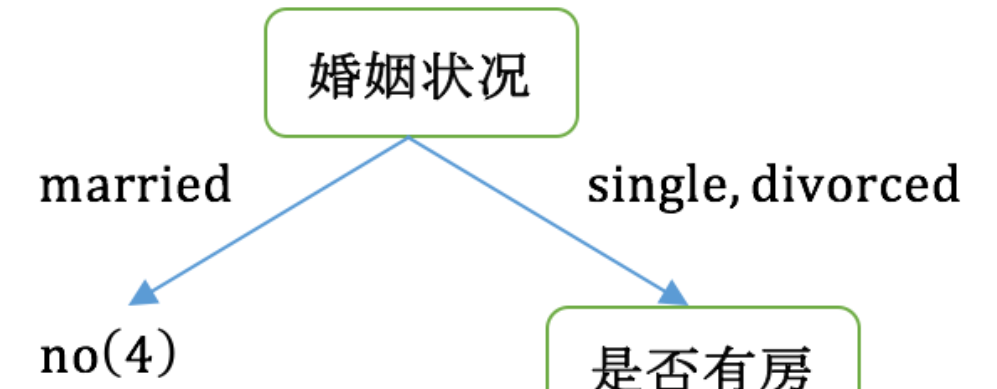 婚姻状况
married
single, divorced
no(4)
是否有房